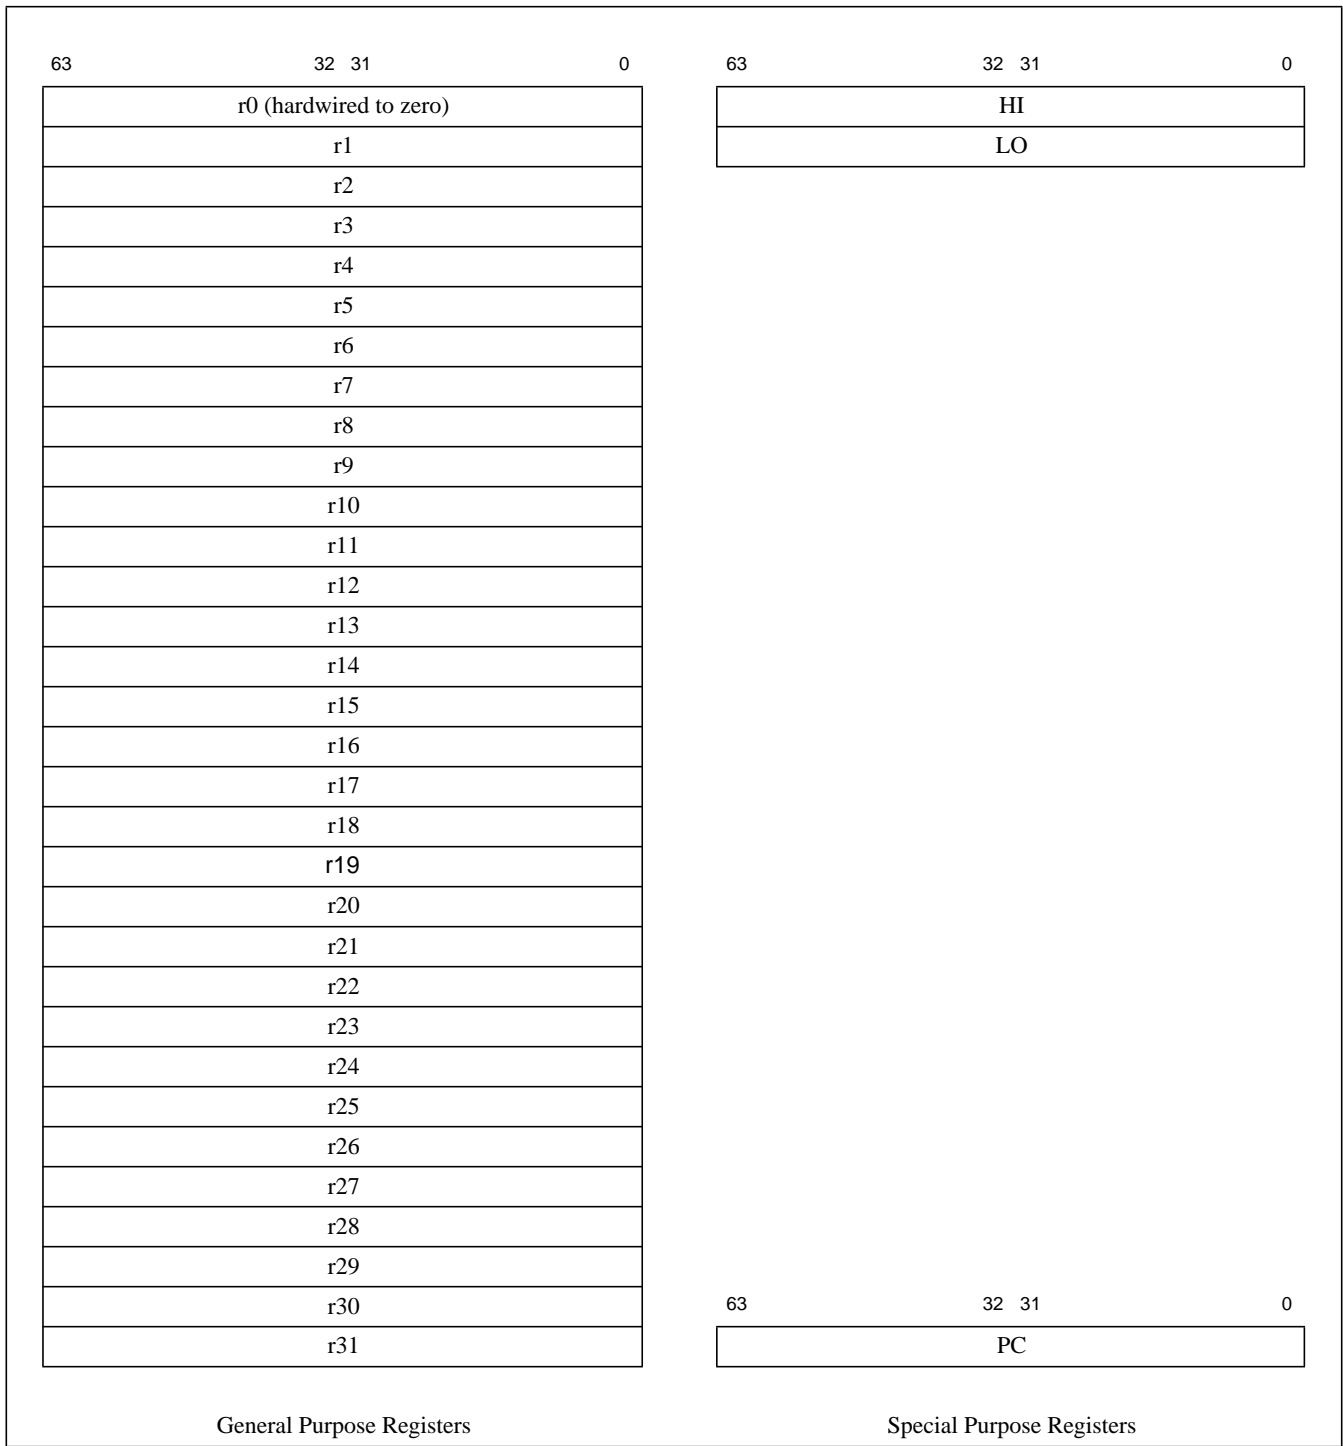 63 32 31 0
r0 (hardwired to zero)
r1
r2
r3
r4
r5
r6
r7
r8
r9
r10
r11
r12
r13
r14
r15
r16
r17
r18
r19
r20
r21
r22
r23
r24
r25
r26
r27
r28
r29
r30
r31
General Purpose Registers
63 32 31 0
HI
LO
63 32 31 0
PC
Special Purpose Registers